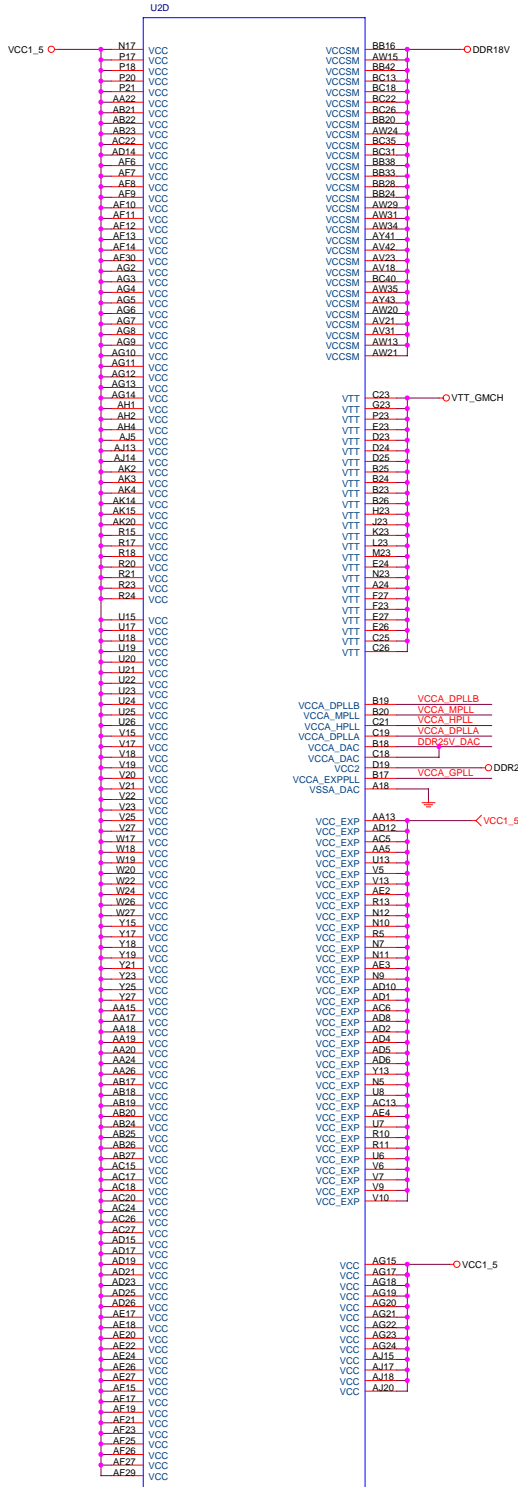 U2D
VCC1_5
N17 VCC
P17 VCC
P18 VCC
P20 VCC
P21 VCC
AA22 VCC
AB21 VCC
AB22 VCC
AB23 VCC
AC22 VCC
AD14 VCC
AF6 VCC
AF7 VCC
AF8 VCC
AF9 VCC
AF10 VCC
AF11 VCC
AF12 VCC
AF13 VCC
AF14 VCC
AF30 VCC
AG2 VCC
AG3 VCC
AG4 VCC
AG5 VCC
AG6 VCC
AG7 VCC
AG8 VCC
AG9 VCC
AG10 VCC
AG11 VCC
AG12 VCC
AG13 VCC
AG14 VCC
AH1 VCC
AH2 VCC
AH4 VCC
AJ5 VCC
AJ13 VCC
AJ14 VCC
AK2 VCC
AK3 VCC
AK4 VCC
AK14 VCC
AK15 VCC
AK20 VCC
R15 VCC
R17 VCC
R18 VCC
R20 VCC
R21 VCC
R23 VCC
R24 VCC
U15 VCC
U17 VCC
U18 VCC
U19 VCC
U20 VCC
U21 VCC
U22 VCC
U23 VCC
U24 VCC
U25 VCC
U26 VCC
V15 VCC
V17 VCC
V18 VCC
V19 VCC
V20 VCC
V21 VCC
V22 VCC
V23 VCC
V25 VCC
V27 VCC
W17 VCC
W18 VCC
W19 VCC
W20 VCC
W22 VCC
W24 VCC
W26 VCC
W27 VCC
Y15 VCC
Y17 VCC
Y18 VCC
Y19 VCC
Y21 VCC
Y23 VCC
Y25 VCC
Y27 VCC
AA15 VCC
AA17 VCC
AA18 VCC
AA19 VCC
AA20 VCC
AA24 VCC
AA26 VCC
AB17 VCC
AB18 VCC
AB19 VCC
AB20 VCC
AB24 VCC
AB25 VCC
AB26 VCC
AB27 VCC
AC15 VCC
AC17 VCC
AC18 VCC
AC20 VCC
AC24 VCC
AC26 VCC
AC27 VCC
AD15 VCC
AD17 VCC
AD19 VCC
AD21 VCC
AD23 VCC
AD25 VCC
AD26 VCC
AE17 VCC
AE18 VCC
AE20 VCC
AE22 VCC
AE24 VCC
AE26 VCC
AE27 VCC
AF15 VCC
AF17 VCC
AF19 VCC
AF21 VCC
AF23 VCC
AF25 VCC
AF26 VCC
AF27 VCC
AF29 VCC
VCCSM BB16 DDR18V
VCCSM AW15
VCCSM BB42
VCCSM BC13
VCCSM BC18
VCCSM BC22
VCCSM BC26
VCCSM BB20
VCCSM AW24
VCCSM BC35
VCCSM BC31
VCCSM BB38
VCCSM BB33
VCCSM BB28
VCCSM BB24
VCCSM AW29
VCCSM AW31
VCCSM AW34
VCCSM AY41
VCCSM AV42
VCCSM AV23
VCCSM AV18
VCCSM BC40
VCCSM AW35
VCCSM AY43
VCCSM AW20
VCCSM AV21
VCCSM AV31
VCCSM AW13
VCCSM AW21
VTT C23 VTT_GMCH
VTT G23
VTT P23
VTT E23
VTT D23
VTT D24
VTT D25
VTT B25
VTT B24
VTT B23
VTT B26
VTT H23
VTT J23
VTT K23
VTT L23
VTT M23
VTT E24
VTT N23
VTT A24
VTT F27
VTT F23
VTT E27
VTT E26
VTT C25
VTT C26
VCCA_DPLLB B19 VCCA_DPLLB
VCCA_MPLL B20 VCCA_MPLL
VCCA_HPLL C21 VCCA_HPLL
VCCA_DPLLA C19 VCCA_DPLLA
VCCA_DAC B18 DDR25V_DAC
VCCA_DAC C18
VCC2 D19 DDR2
VCCA_EXPPLL B17 VCCA_GPLL
VSSA_DAC A18
VCC_EXP AA13 VCC1_5
VCC_EXP AD12
VCC_EXP AC5
VCC_EXP AA5
VCC_EXP U13
VCC_EXP V5
VCC_EXP V13
VCC_EXP AE2
VCC_EXP R13
VCC_EXP N12
VCC_EXP N10
VCC_EXP R5
VCC_EXP N7
VCC_EXP N11
VCC_EXP AE3
VCC_EXP N9
VCC_EXP AD10
VCC_EXP AD1
VCC_EXP AC6
VCC_EXP AD8
VCC_EXP AD2
VCC_EXP AD4
VCC_EXP AD5
VCC_EXP AD6
VCC_EXP Y13
VCC_EXP N5
VCC_EXP U8
VCC_EXP AC13
VCC_EXP AE4
VCC_EXP U7
VCC_EXP R10
VCC_EXP R11
VCC_EXP U6
VCC_EXP V6
VCC_EXP V7
VCC_EXP V9
VCC_EXP V10
VCC AG15 VCC1_5
VCC AG17
VCC AG18
VCC AG19
VCC AG20
VCC AG21
VCC AG22
VCC AG23
VCC AG24
VCC AJ15
VCC AJ17
VCC AJ18
VCC AJ20